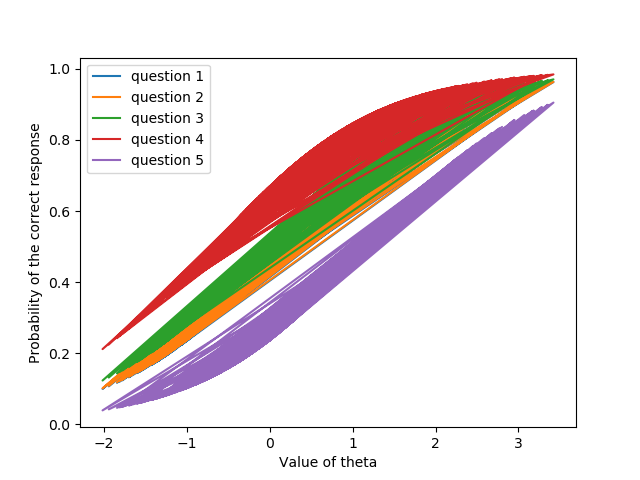 1.0
0.8
0.6
0.4
0.2
0.0
Probability of the correct response
question 1
question 2
question 3
question 4
question 5
−2
−1
0
1
2
3
Value of theta